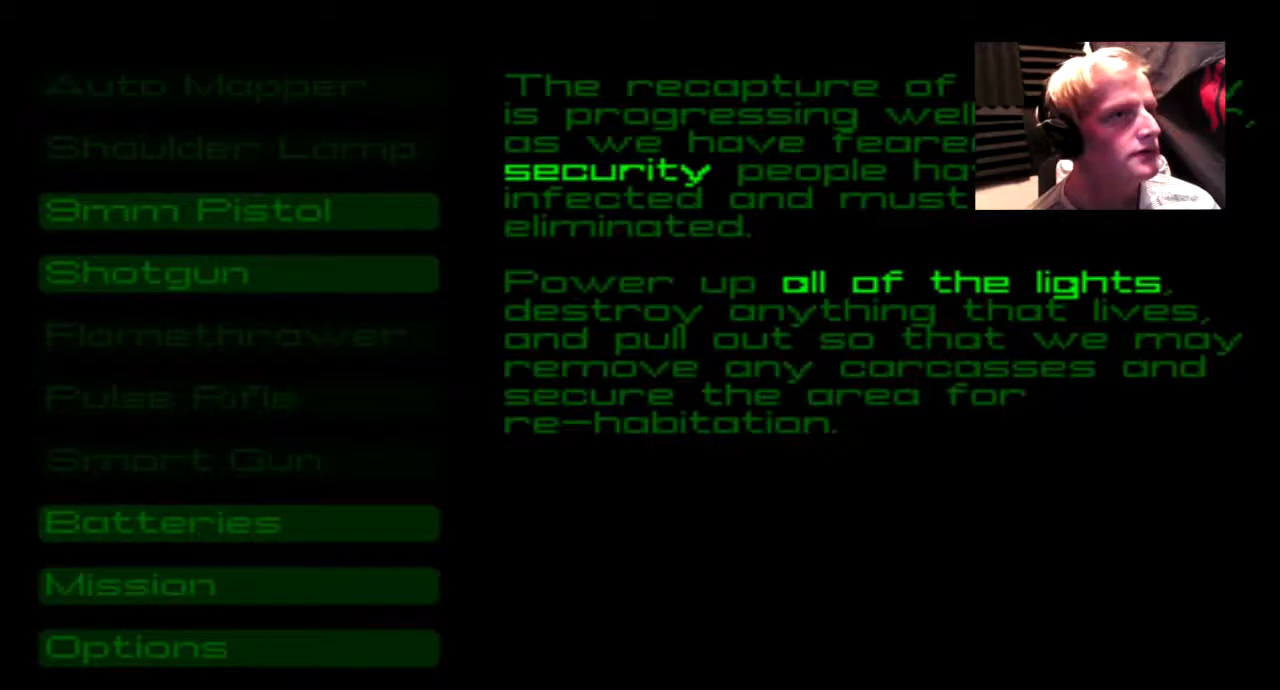 Auto Mapper
Shoulder Lamp
9mm Pistol
Shotgun
Flamethrower
Pulse Rifle
Smart Gun
Batteries
Mission
Options
The recapture of
is progressing well
as we have feared
security people
infected and must
eliminated.
Power up all of the lights,
destroy anything that lives,
and pull out so that we may
remove any carcasses and
secure the area for
re-habitation.